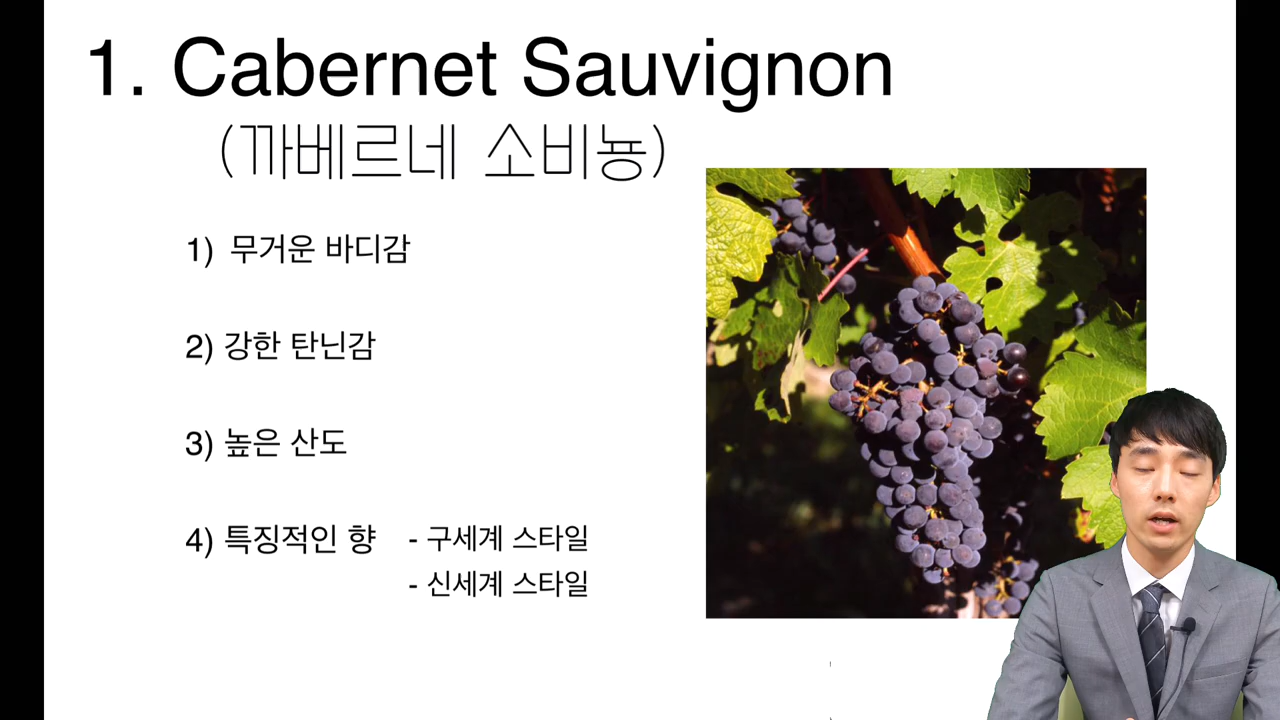 1. Cabernet Sauvignon
(까베르네 소비뇽)
1) 무거운 바디감
2) 강한 탄닌감
3) 높은 산도
4) 특징적인 향 - 구세계 스타일
- 신세계 스타일